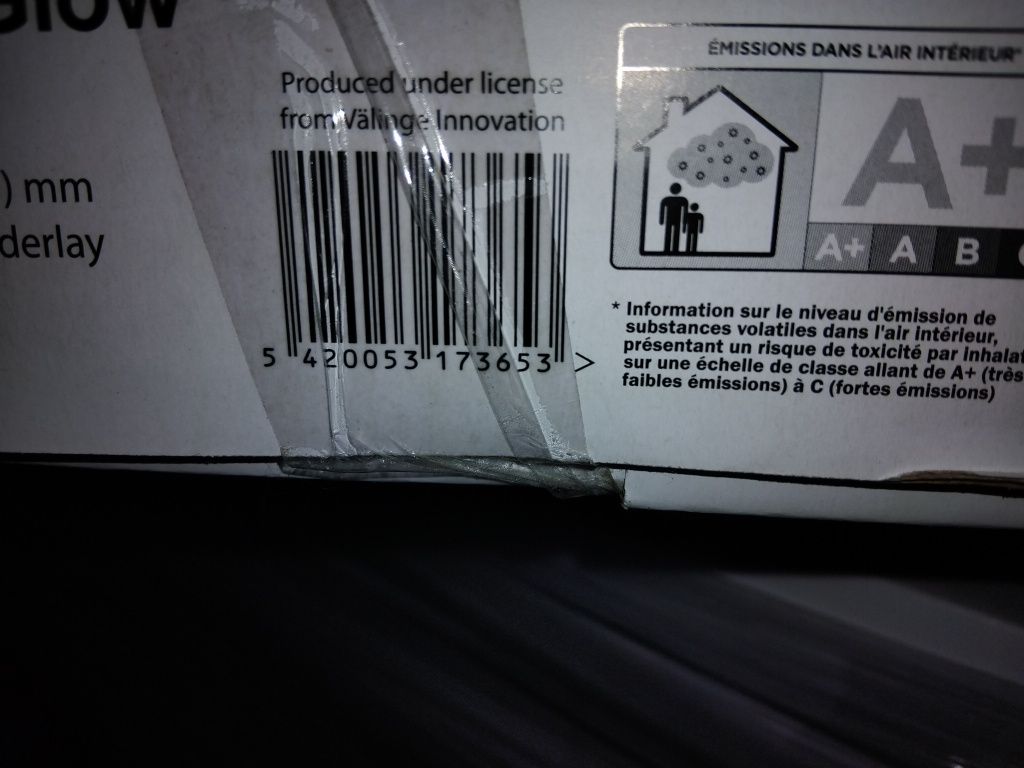 Glow
Produced under license
from Välinge Innovation
) mm
derlay
5 420053 173653 >
ÉMISSIONS DANS L'AIR INTÉRIEUR*
A+
A+ A B
* Information sur le niveau d'émission de
substances volatiles dans l'air intérieur,
présentant un risque de toxicité par inhalat
sur une échelle de classe allant de A+ (très
faibles émissions) à C (fortes émissions)